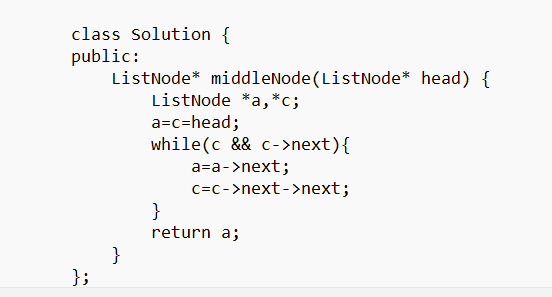 class Solution {
public:
    ListNode* middleNode(ListNode* head) {
        ListNode *a,*c;
        a=c=head;
        while(c && c->next){
            a=a->next;
            c=c->next->next;
        }
        return a;
    }
};